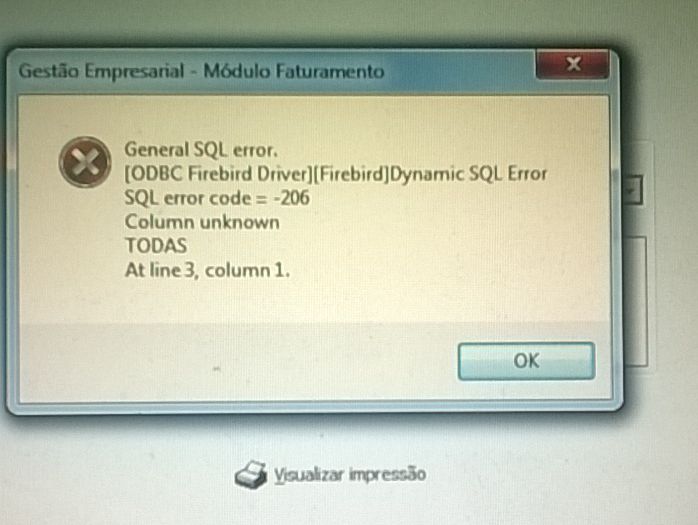 Gestão Empresarial - Módulo Faturamento
General SQL error.
[ODBC Firebird Driver][Firebird]Dynamic SQL Error
SQL error code = -206
Column unknown
TODAS
At line 3, column 1.
OK
Visualizar impressão